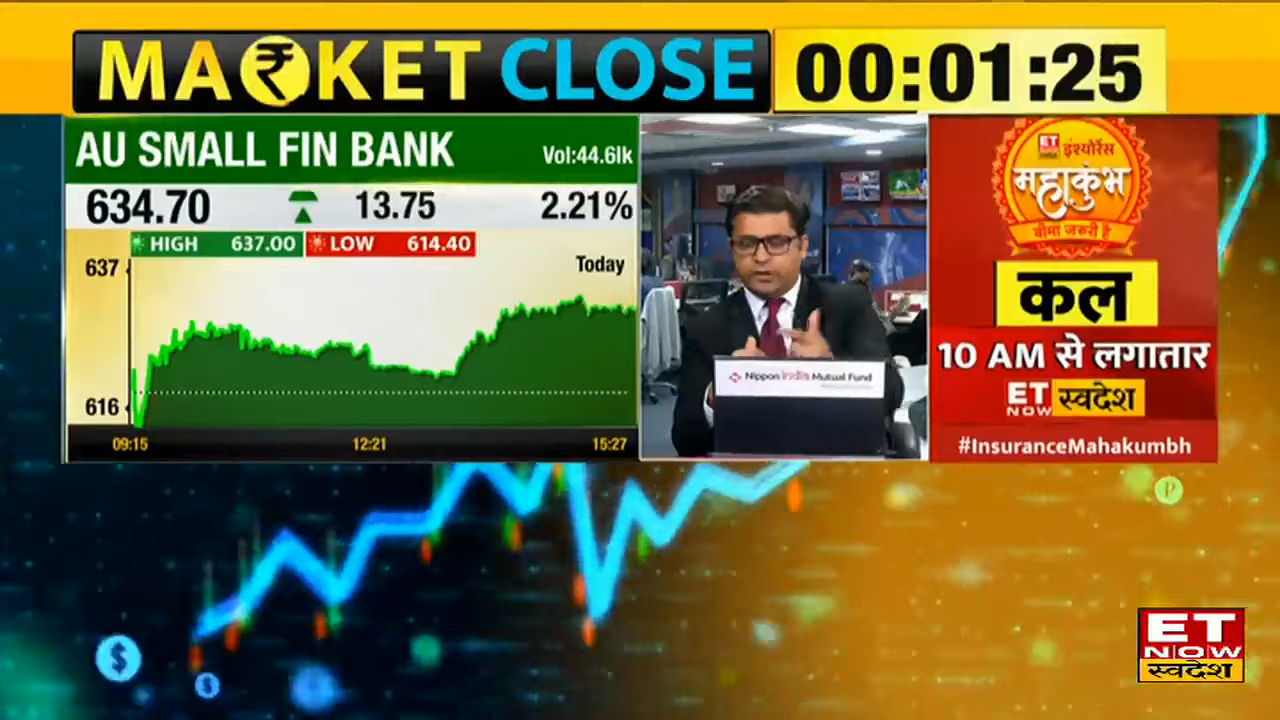 MA₹KET CLOSE
00:01:25
AU SMALL FIN BANK
Vol:44.6lk
634.70 13.75 2.21%
HIGH 637.00 LOW 614.40
637
Today
616
09:15 12:21 15:27
Nippon india Mutual Fund
ET
NOW
इंश्योरेंस
महाकुंभ
बीमा जरूरी है
कल
10 AM से लगातार
ET
NOW
स्वदेश
#InsuranceMahakumbh
ET
NOW
स्वदेश